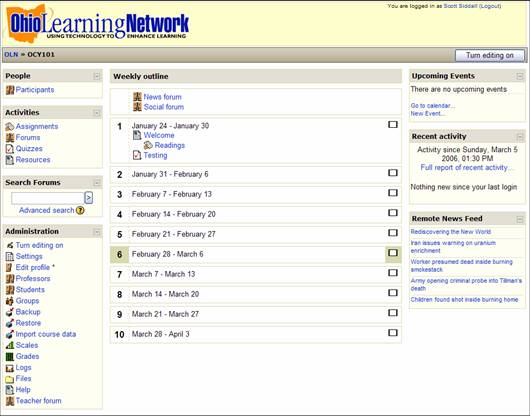 OhioLearningNetwork
USING TECHNOLOGY TO ENHANCE LEARNING
You are logged in as Scott Siddall (Logout)
OLN » OCY101
Turn editing on
People
Participants
Activities
Assignments
Forums
Quizzes
Resources
Search Forums
>
Advanced search ?
Administration
Turn editing on
Settings
Edit profile *
Professors
Students
Groups
Backup
Restore
Import course data
Scales
Grades
Logs
Files
Help
Teacher forum
Weekly outline
News forum
Social forum
1 January 24 - January 30
Welcome
Readings
Testing
2 January 31 - February 6
3 February 7 - February 13
4 February 14 - February 20
5 February 21 - February 27
6 February 28 - March 6
7 March 7 - March 13
8 March 14 - March 20
9 March 21 - March 27
10 March 28 - April 3
Upcoming Events
There are no upcoming events
Go to calendar...
New Event...
Recent activity
Activity since Sunday, March 5
2006, 01:30 PM
Full report of recent activity...
Nothing new since your last login
Remote News Feed
Rediscovering the New World
Iran issues warning on uranium
enrichment
Worker presumed dead inside burning
smokestack
Army opening criminal probe into Tillman's
death
Children found shot inside burning home